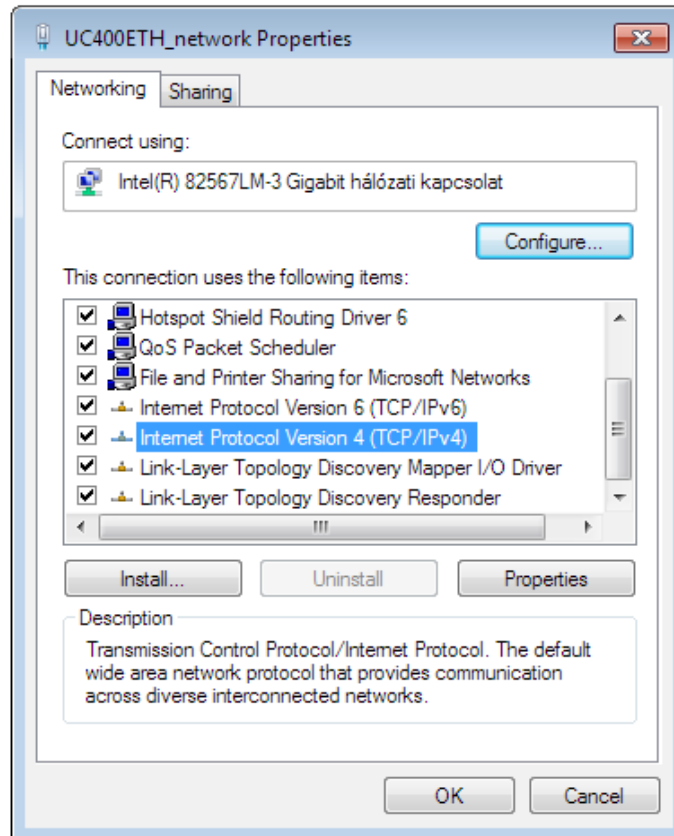 UC400ETH_network Properties
Networking
Sharing
Connect using:
Intel(R) 82567LM-3 Gigabit hálózati kapcsolat
Configure...
This connection uses the following items:
Hotspot Shield Routing Driver 6
QoS Packet Scheduler
File and Printer Sharing for Microsoft Networks
Internet Protocol Version 6 (TCP/IPv6)
Internet Protocol Version 4 (TCP/IPv4)
Link-Layer Topology Discovery Mapper I/O Driver
Link-Layer Topology Discovery Responder
Install...
Uninstall
Properties
Description
Transmission Control Protocol/Internet Protocol. The default
wide area network protocol that provides communication
across diverse interconnected networks.
OK
Cancel